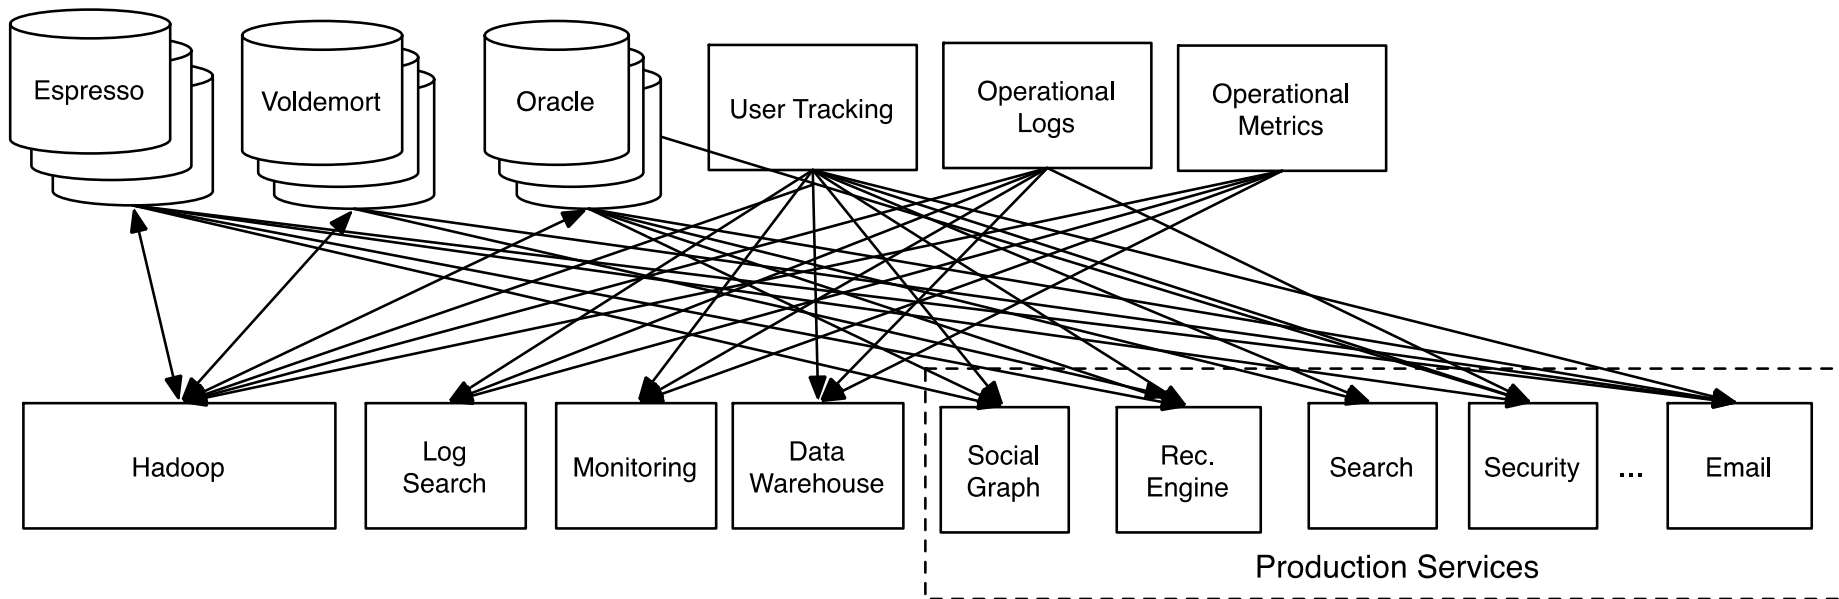 Espresso
Voldemort
Oracle
User Tracking
Operational
Logs
Operational
Metrics
Hadoop
Log
Search
Monitoring
Data
Warehouse
Social
Graph
Rec.
Engine
Search
Security
...
Email
Production Services